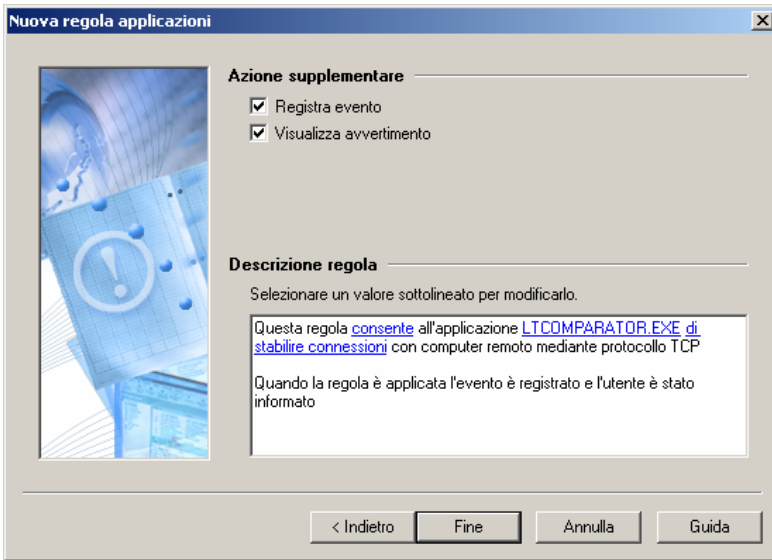 Nuova regola applicazioni
Azione supplementare
Registra evento
Visualizza avvertimento
Descrizione regola
Selezionare un valore sottolineato per modificarlo.
Questa regola consente all'applicazione LTCOMPARATOR.EXE di
stabilire connessioni con computer remoto mediante protocollo TCP
Quando la regola è applicata l'evento è registrato e l'utente è stato
informato
< Indietro
Fine
Annulla
Guida